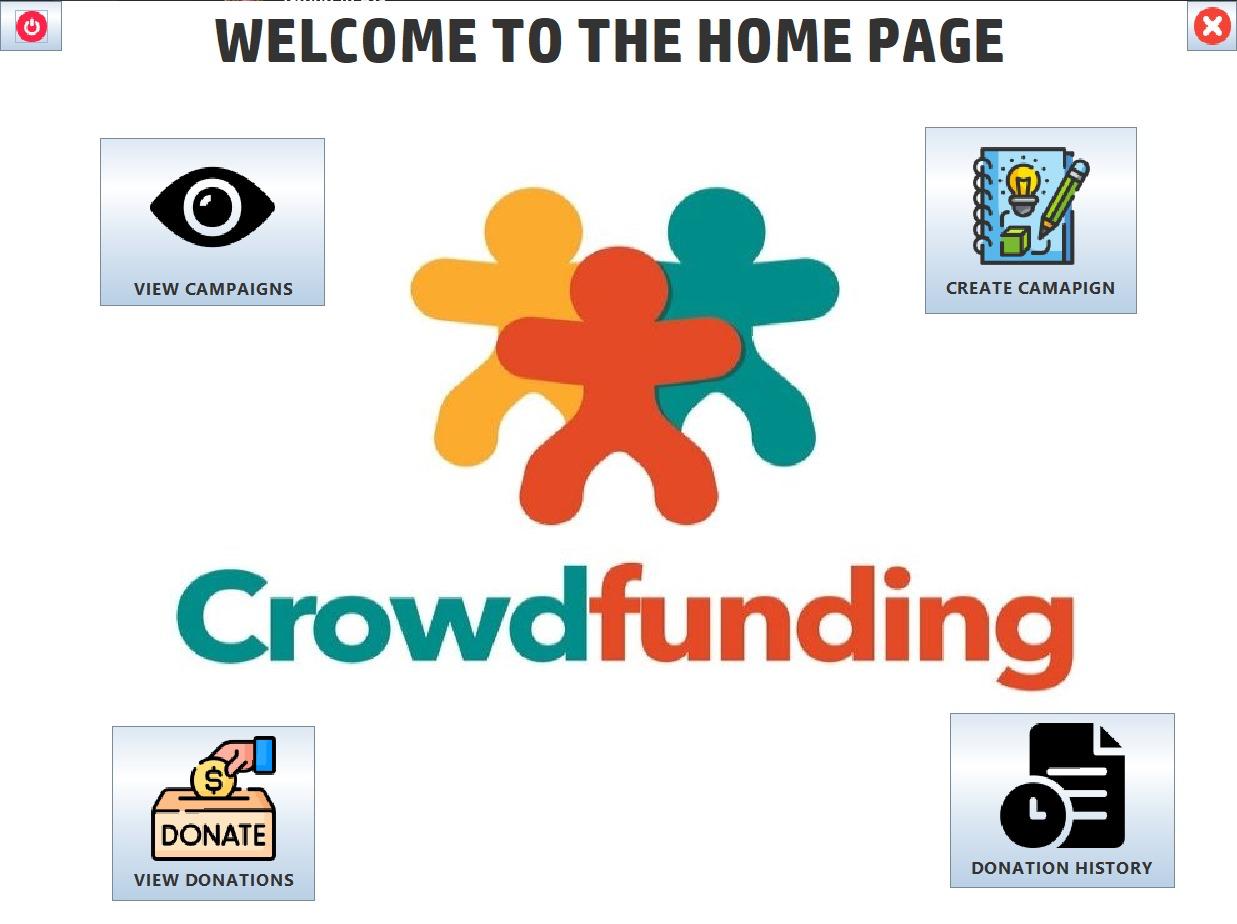 WELCOME TO THE HOME PAGE
VIEW CAMPAIGNS
CREATE CAMAPIGN
Crowdfunding
$
DONATE
VIEW DONATIONS
DONATION HISTORY